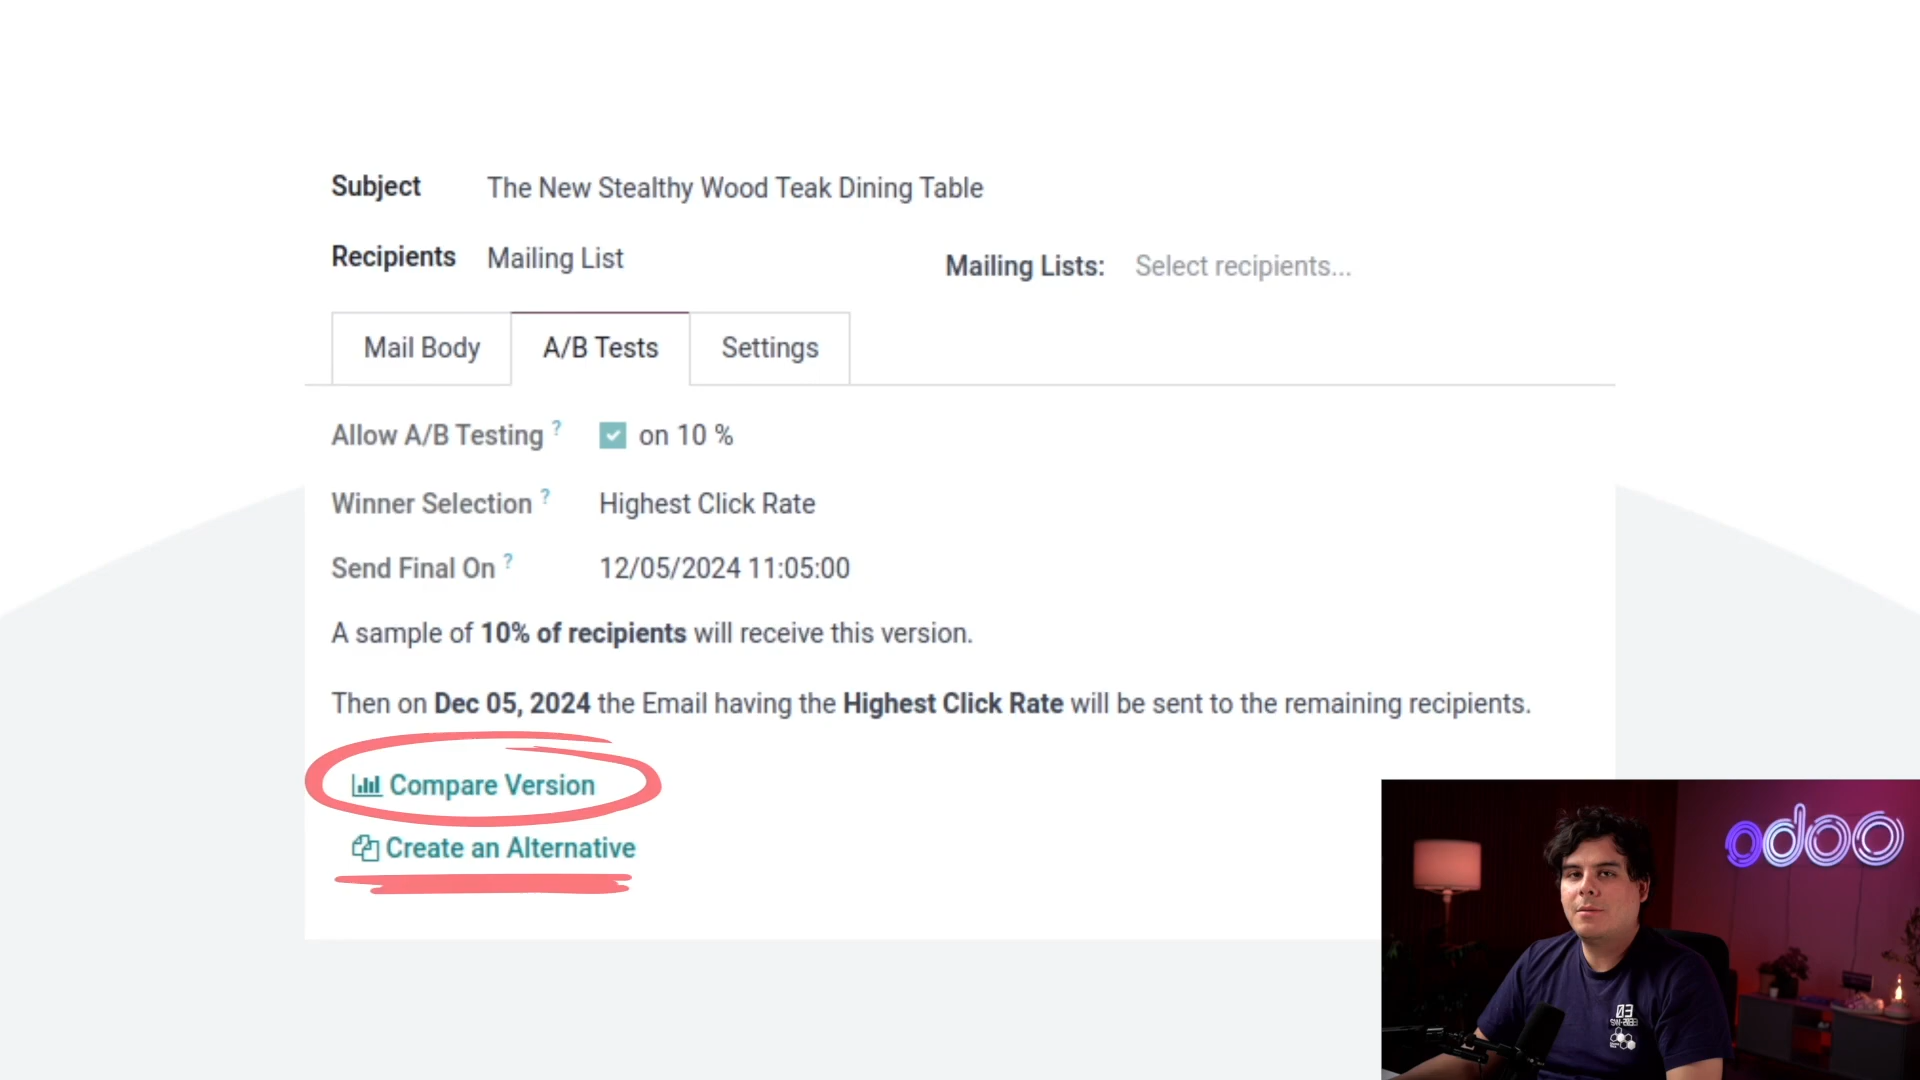 Subject The New Stealthy Wood Teak Dining Table
Recipients Mailing List
Mailing Lists: Select recipients...
Mail Body A/B Tests Settings
Allow A/B Testing ? on 10 %
Winner Selection ? Highest Click Rate
Send Final On ? 12/05/2024 11:05:00
A sample of 10% of recipients will receive this version.
Then on Dec 05, 2024 the Email having the Highest Click Rate will be sent to the remaining recipients.
Compare Version
Create an Alternative
odoo
03